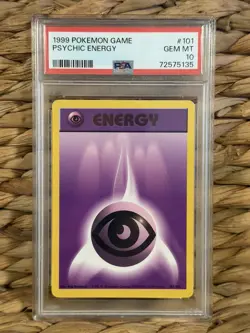 1999 POKEMON GAME #101
PSYCHIC ENERGY GEM MT
10
PSA 72575135
ENERGY